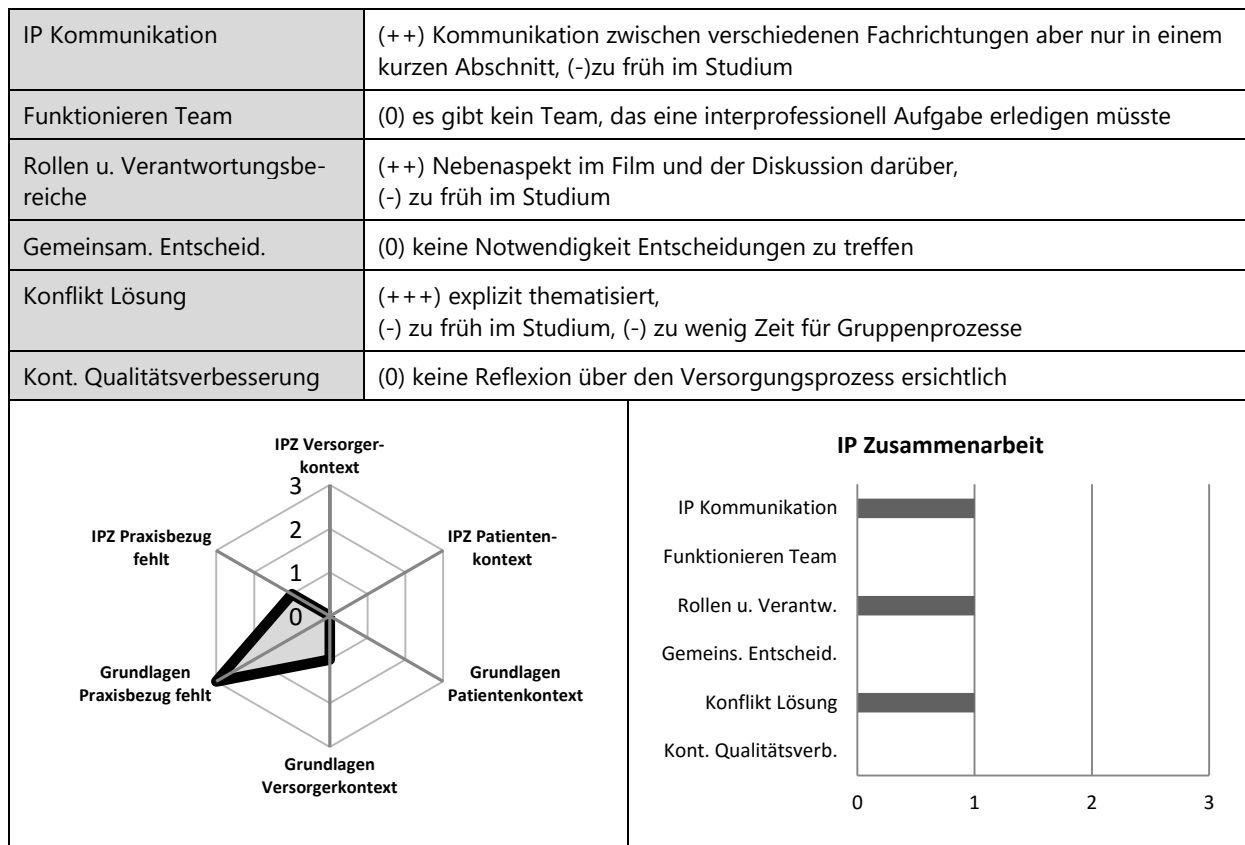 IP Kommunikation
(++) Kommunikation zwischen verschiedenen Fachrichtungen aber nur in einem
kurzen Abschnitt, (-)zu früh im Studium
Funktionieren Team
(0) es gibt kein Team, das eine interprofessionell Aufgabe erledigen müsste
Rollen u. Verantwortungsbe-
reiche
(++) Nebenaspekt im Film und der Diskussion darüber,
(-) zu früh im Studium
Gemeinsam. Entscheid.
(0) keine Notwendigkeit Entscheidungen zu treffen
Konflikt Lösung
(+++) explizit thematisiert,
(-) zu früh im Studium, (-) zu wenig Zeit für Gruppenprozesse
Kont. Qualitätsverbesserung
(0) keine Reflexion über den Versorgungsprozess ersichtlich
IPZ Versorger-
kontext
3
2
1
0
IPZ Patienten-
kontext
Grundlagen
Patientenkontext
Grundlagen
Versorgerkontext
Grundlagen
Praxisbezug fehlt
IPZ Praxisbezug
fehlt
IP Zusammenarbeit
IP Kommunikation
Funktionieren Team
Rollen u. Verantw.
Gemeins. Entscheid.
Konflikt Lösung
Kont. Qualitätsverb.
0 1 2 3